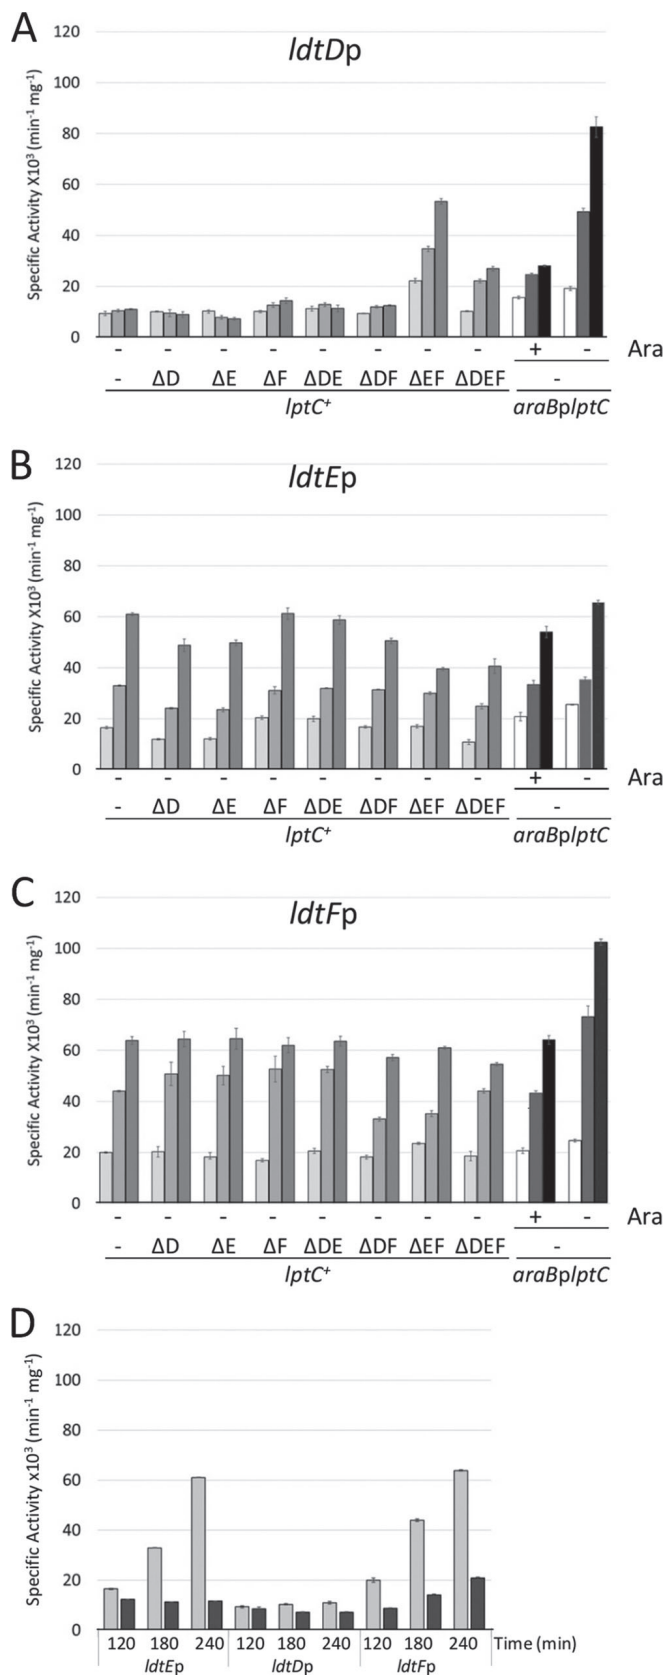 A
ldtDp
Specific Activity X10³ (min⁻¹ mg⁻¹)
120
100
80
60
40
20
0
- - - - - - - - + - Ara
- ΔD ΔE ΔF ΔDE ΔDF ΔEF ΔDEF -
lptC⁺ araBplptC
B
ldtEp
Specific Activity X10³ (min⁻¹ mg⁻¹)
120
100
80
60
40
20
0
- - - - - - - - + - Ara
- ΔD ΔE ΔF ΔDE ΔDF ΔEF ΔDEF -
lptC⁺ araBplptC
C
ldtFp
Specific Activity X10³ (min⁻¹ mg⁻¹)
120
100
80
60
40
20
0
- - - - - - - - + - Ara
- ΔD ΔE ΔF ΔDE ΔDF ΔEF ΔDEF -
lptC⁺ araBplptC
D
Specific Activity x10³ (min⁻¹ mg⁻¹)
120
100
80
60
40
20
0
120 180 240 120 180 240 120 180 240 Time (min)
ldtEp ldtDp ldtFp